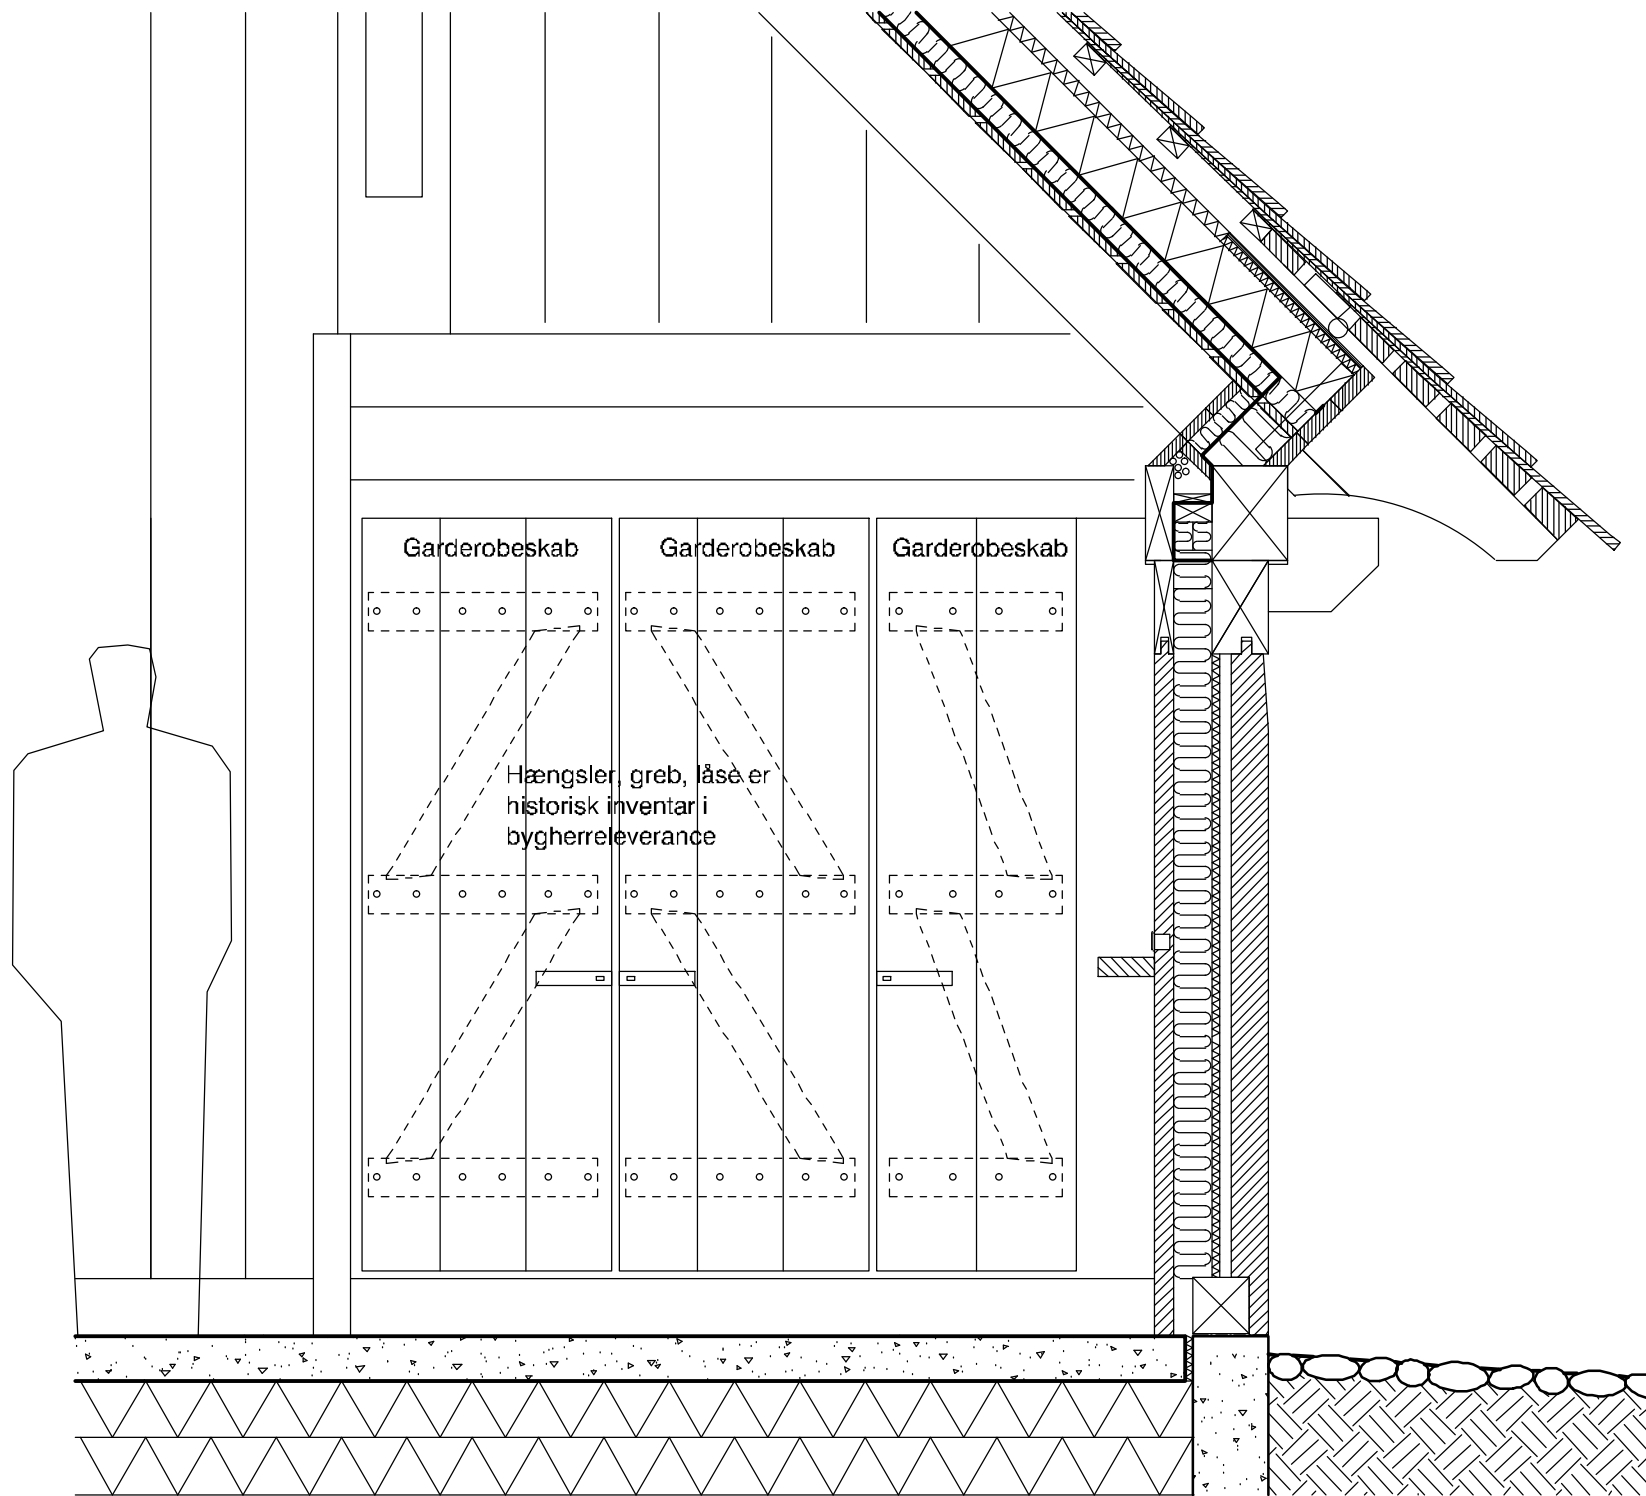 Garderobeskab
Garderobeskab
Garderobeskab
Hængsler, greb, låse er
historisk inventar i
bygherreleverance